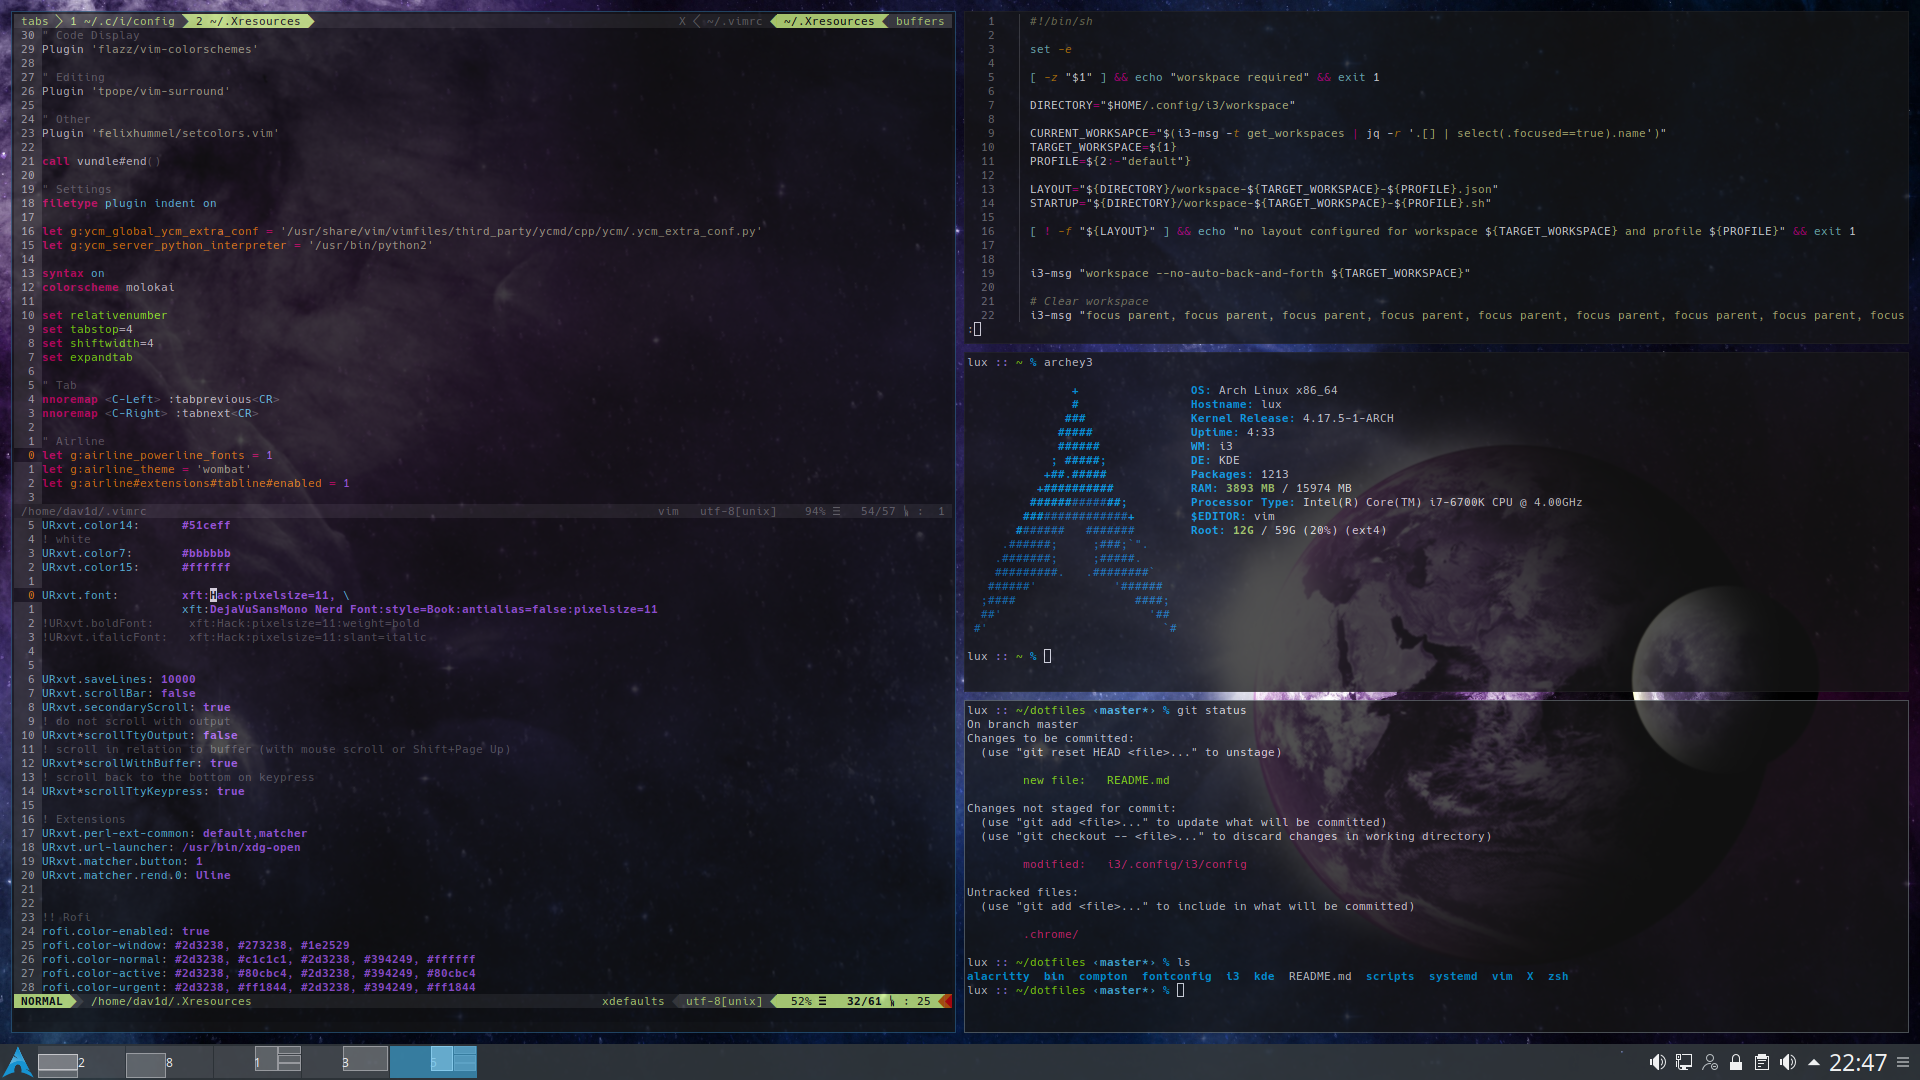 tabs 1 ~/.c/i/config 2 ~/.Xresources X ~/.vimrc ~/.Xresources buffers
30 " Code Display
29 Plugin 'flazz/vim-colorschemes'
28
27 " Editing
26 Plugin 'tpope/vim-surround'
25
24 " Other
23 Plugin 'felixhummel/setcolors.vim'
22
21 call vundle#end()
20
19 " Settings
18 filetype plugin indent on
17
16 let g:ycm_global_ycm_extra_conf = '/usr/share/vim/vimfiles/third_party/ycmd/cpp/ycm/.ycm_extra_conf.py'
15 let g:ycm_server_python_interpreter = '/usr/bin/python2'
14
13 syntax on
12 colorscheme molokai
11
10 set relativenumber
9 set tabstop=4
8 set shiftwidth=4
7 set expandtab
6
5 " Tab
4 nnoremap <C-Left> :tabprevious<CR>
3 nnoremap <C-Right> :tabnext<CR>
2
1 " Airline
0 let g:airline_powerline_fonts = 1
1 let g:airline_theme = 'wombat'
2 let g:airline#extensions#tabline#enabled = 1
3
/home/dav1d/.vimrc vim utf-8[unix] 94% 54/57 : 1
5 URxvt.color14: #51ceff
4 ! white
3 URxvt.color7: #bbbbbb
2 URxvt.color15: #ffffff
1
0 URxvt.font: xft:Hack:pixelsize=11, \
1 xft:DejaVuSansMono Nerd Font:style=Book:antialias=false:pixelsize=11
2 !URxvt.boldFont: xft:Hack:pixelsize=11:weight=bold
3 !URxvt.italicFont: xft:Hack:pixelsize=11:slant=italic
4
5
6 URxvt.saveLines: 10000
7 URxvt.scrollBar: false
8 URxvt.secondaryScroll: true
9 ! do not scroll with output
10 URxvt*scrollTtyOutput: false
11 ! scroll in relation to buffer (with mouse scroll or Shift+Page Up)
12 URxvt*scrollWithBuffer: true
13 ! scroll back to the bottom on keypress
14 URxvt*scrollTtyKeypress: true
15
16 ! Extensions
17 URxvt.perl-ext-common: default,matcher
18 URxvt.url-launcher: /usr/bin/xdg-open
19 URxvt.matcher.button: 1
20 URxvt.matcher.rend.0: Uline
21
22
23 !! Rofi
24 rofi.color-enabled: true
25 rofi.color-window: #2d3238, #273238, #1e2529
26 rofi.color-normal: #2d3238, #c1c1c1, #2d3238, #394249, #ffffff
27 rofi.color-active: #2d3238, #80cbc4, #2d3238, #394249, #80cbc4
28 rofi.color-urgent: #2d3238, #ff1844, #2d3238, #394249, #ff1844
NORMAL /home/dav1d/.Xresources xdefaults utf-8[unix] 52% 32/61 : 25
1 #!/bin/sh
2
3 set -e
4
5 [ -z "$1" ] && echo "worskpace required" && exit 1
6
7 DIRECTORY="$HOME/.config/i3/workspace"
8
9 CURRENT_WORKSAPCE="$(i3-msg -t get_workspaces | jq -r '.[] | select(.focused==true).name')"
10 TARGET_WORKSPACE=${1}
11 PROFILE=${2:-"default"}
12
13 LAYOUT="${DIRECTORY}/workspace-${TARGET_WORKSPACE}-${PROFILE}.json"
14 STARTUP="${DIRECTORY}/workspace-${TARGET_WORKSPACE}-${PROFILE}.sh"
15
16 [ ! -f "${LAYOUT}" ] && echo "no layout configured for workspace ${TARGET_WORKSPACE} and profile ${PROFILE}" && exit 1
17
18
19 i3-msg "workspace --no-auto-back-and-forth ${TARGET_WORKSPACE}"
20
21 # Clear workspace
22 i3-msg "focus parent, focus parent, focus parent, focus parent, focus parent, focus parent, focus parent, focus parent, focus
:
lux :: ~ % archey3
+
#
###
#####
######
; #####;
+##.#####
+##########
#############;
###############+
####### #######
.######; ;###;`".
.#######; ;#####.
#########. .########`
######' '######
;#### ####;
##' '##
#' `#
OS: Arch Linux x86_64
Hostname: lux
Kernel Release: 4.17.5-1-ARCH
Uptime: 4:33
WM: i3
DE: KDE
Packages: 1213
RAM: 3893 MB / 15974 MB
Processor Type: Intel(R) Core(TM) i7-6700K CPU @ 4.00GHz
$EDITOR: vim
Root: 12G / 59G (20%) (ext4)
lux :: ~ %
lux :: ~/dotfiles ‹master*› % git status
On branch master
Changes to be committed:
(use "git reset HEAD <file>..." to unstage)
new file: README.md
Changes not staged for commit:
(use "git add <file>..." to update what will be committed)
(use "git checkout -- <file>..." to discard changes in working directory)
modified: i3/.config/i3/config
Untracked files:
(use "git add <file>..." to include in what will be committed)
.chrome/
lux :: ~/dotfiles ‹master*› % ls
alacritty bin compton fontconfig i3 kde README.md scripts systemd vim X zsh
lux :: ~/dotfiles ‹master*› %
2 8 1 3 22:47